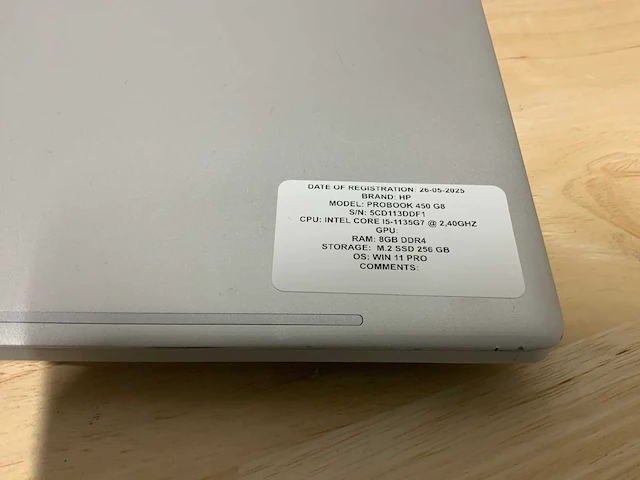 DATE OF REGISTRATION: 26-05-2025
BRAND: HP
MODEL: PROBOOK 450 G8
S/N: 5CD113DDF1
CPU: INTEL CORE I5-1135G7 @ 2,40GHZ
GPU:
RAM: 8GB DDR4
STORAGE: M.2 SSD 256 GB
OS: WIN 11 PRO
COMMENTS: